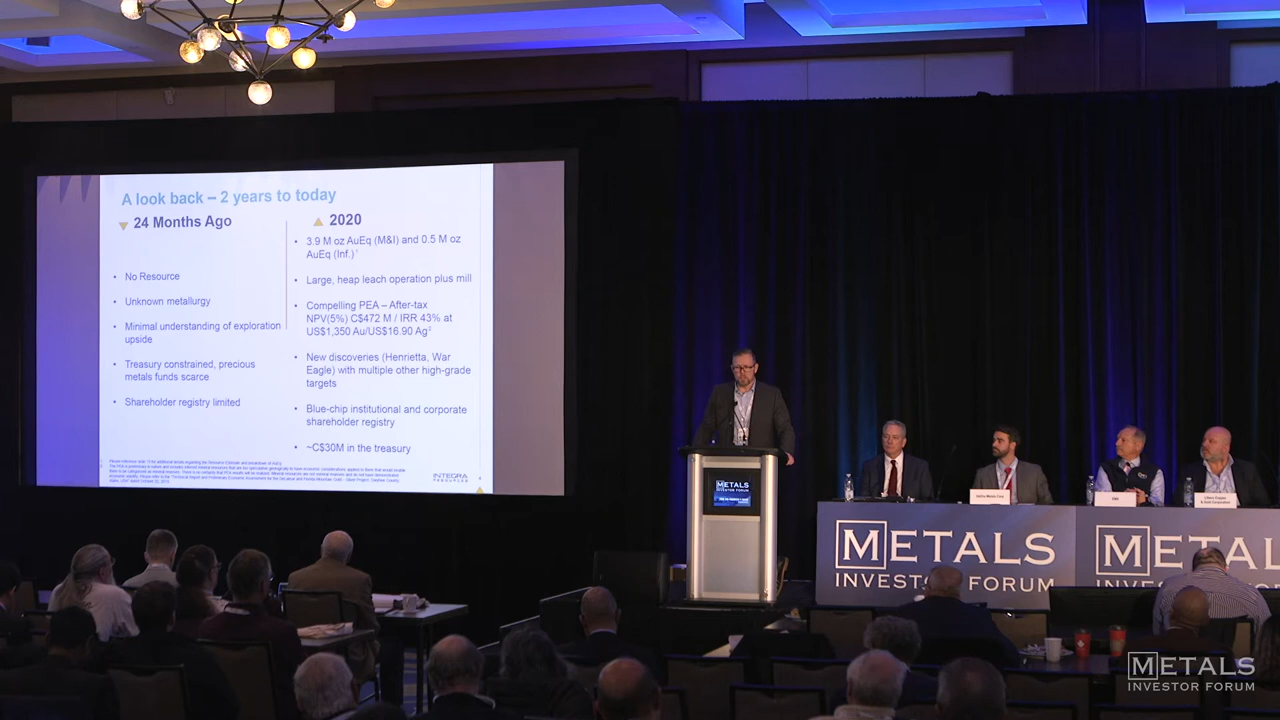 A look back – 2 years to today
24 Months Ago
• No Resource
• Unknown metallurgy
• Minimal understanding of exploration
upside
• Treasury constrained, precious
metals funds scarce
• Shareholder registry limited
2020
• 3.9 M oz AuEq (M&I) and 0.5 M oz
AuEq (Inf.)¹
• Large, heap leach operation plus mill
• Compelling PEA – After-tax
NPV(5%) C$472 M / IRR 43% at
US$1,350 Au/US$16.90 Ag²
• New discoveries (Henrietta, War
Eagle) with multiple other high-grade
targets
• Blue-chip institutional and corporate
shareholder registry
• ~C$30M in the treasury
INTEGRA
RESOURCES
METALS
INVESTOR FORUM
METALS
INVESTOR FORUM
METAL
METALS
INVESTOR FORUM